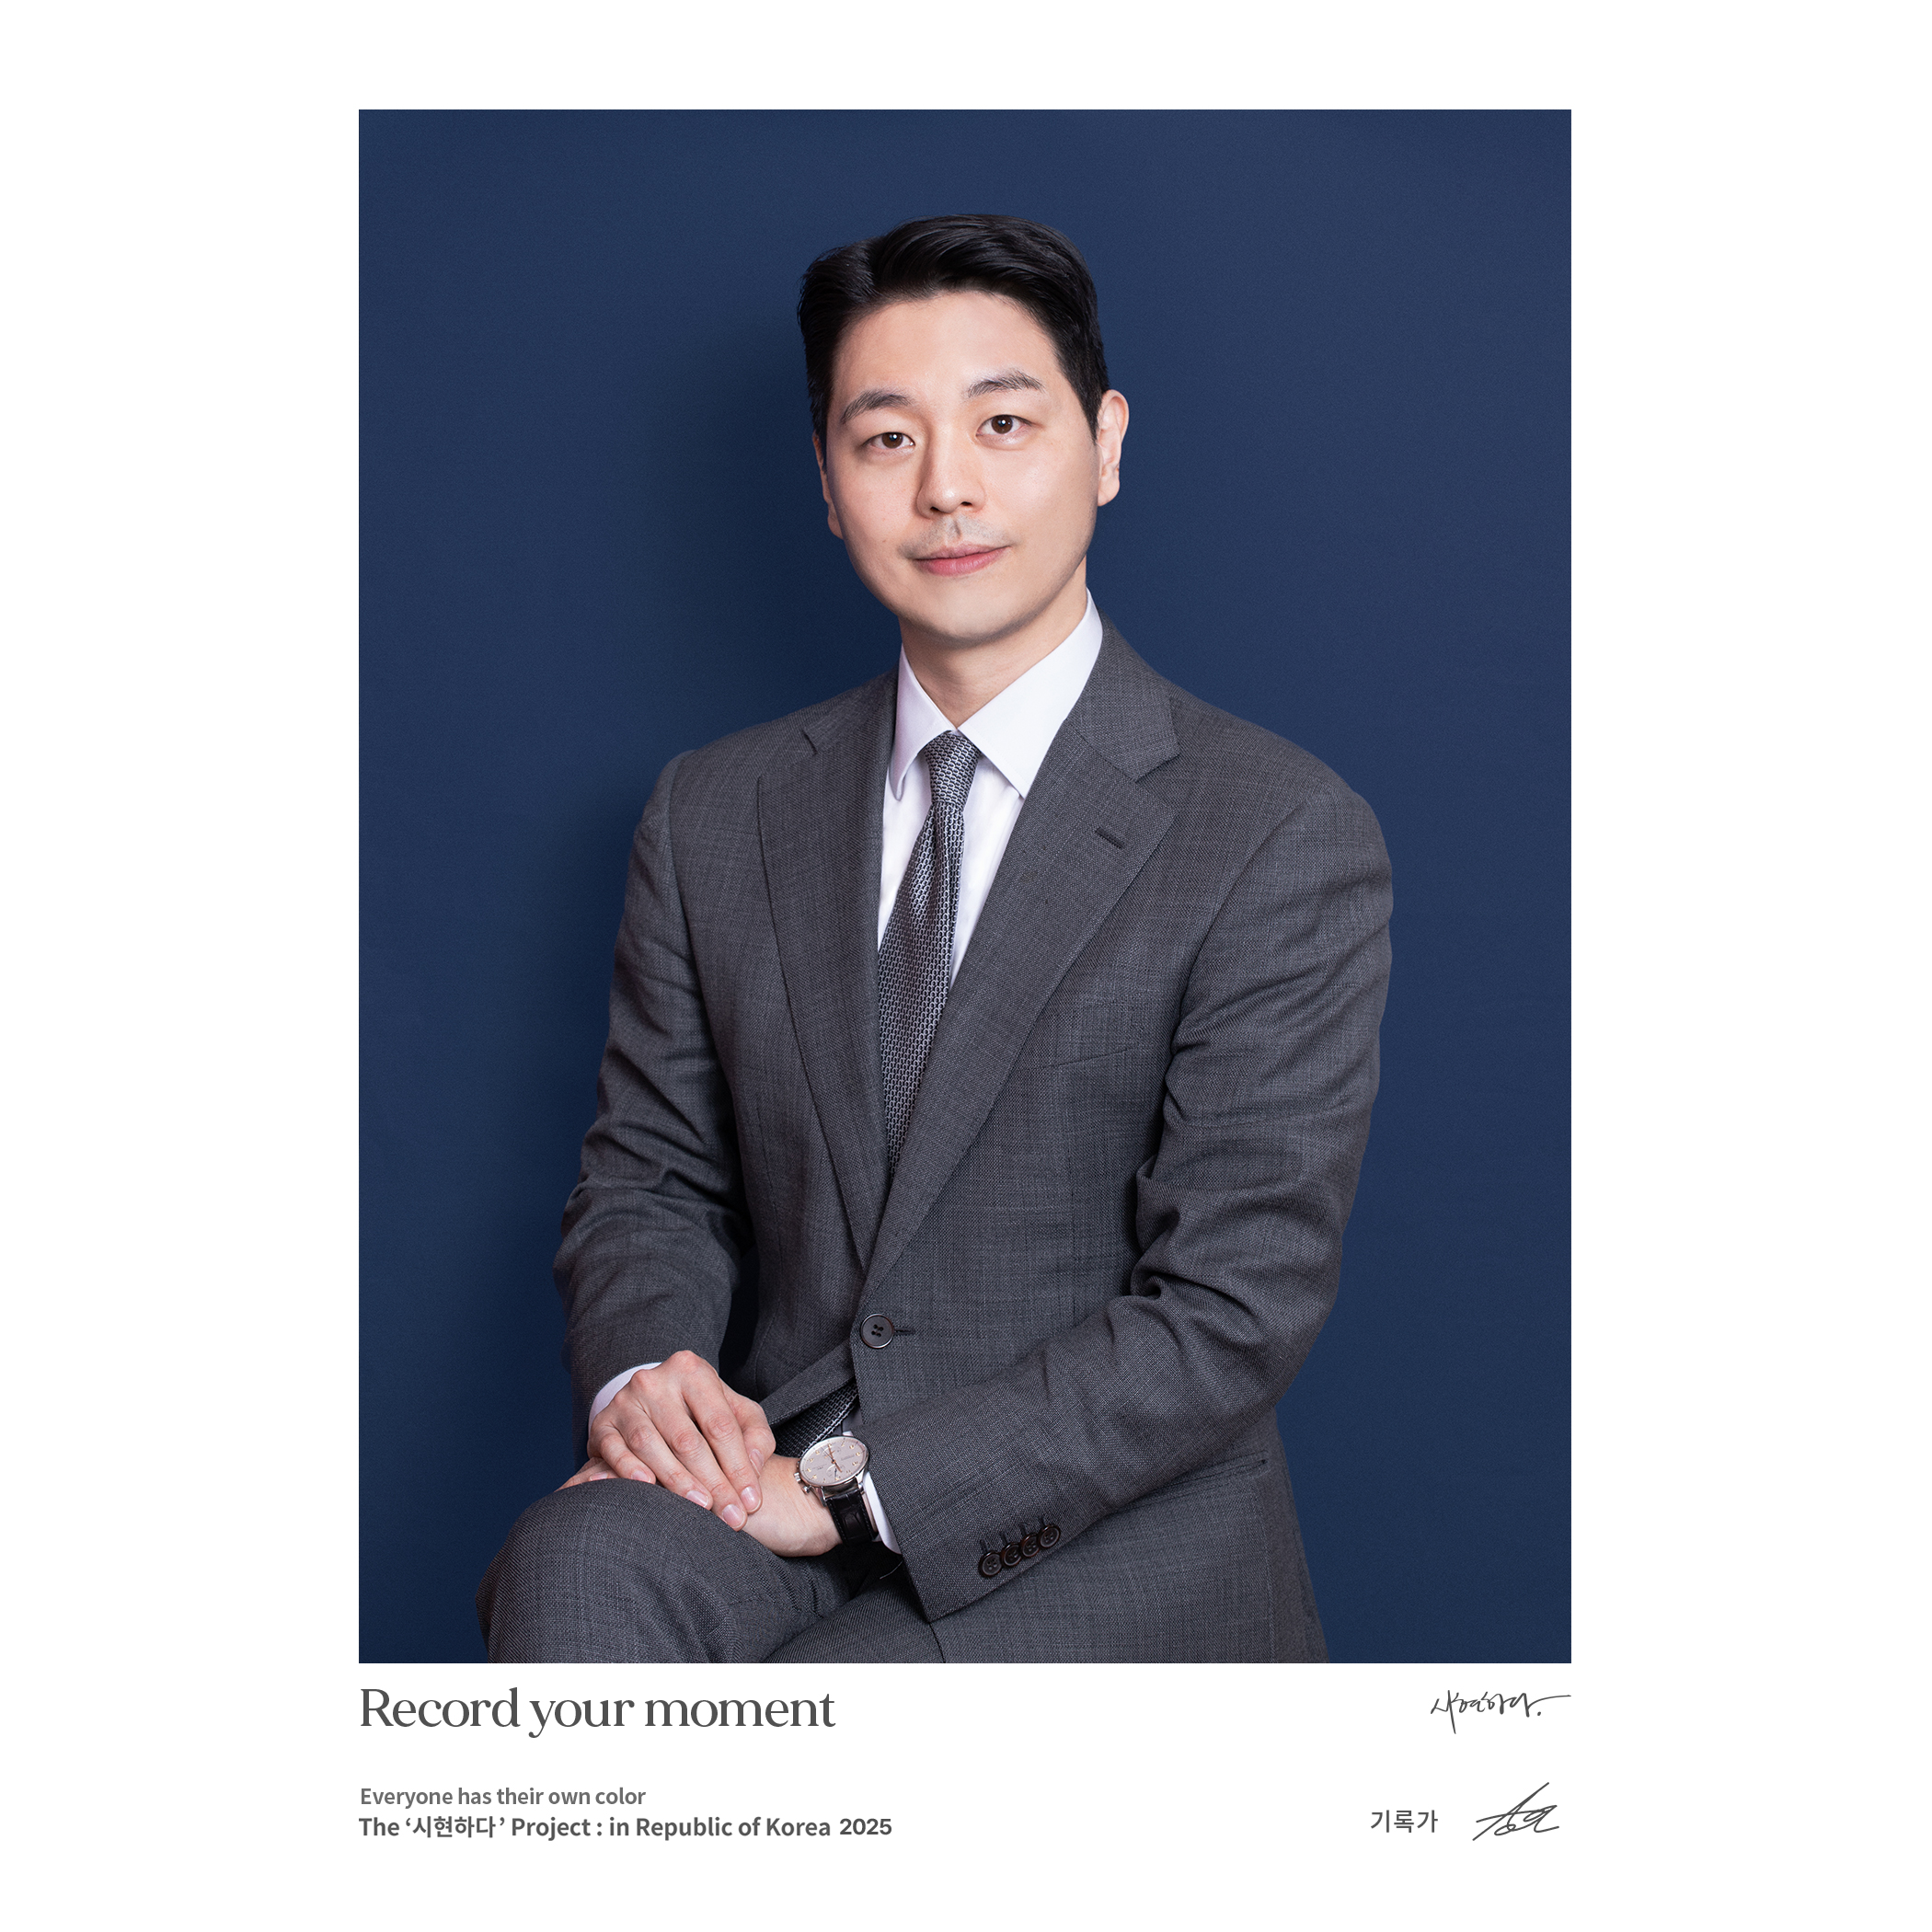 Record your moment
시현하다.
Everyone has their own color
The ‘시현하다’ Project : in Republic of Korea 2025
기록가